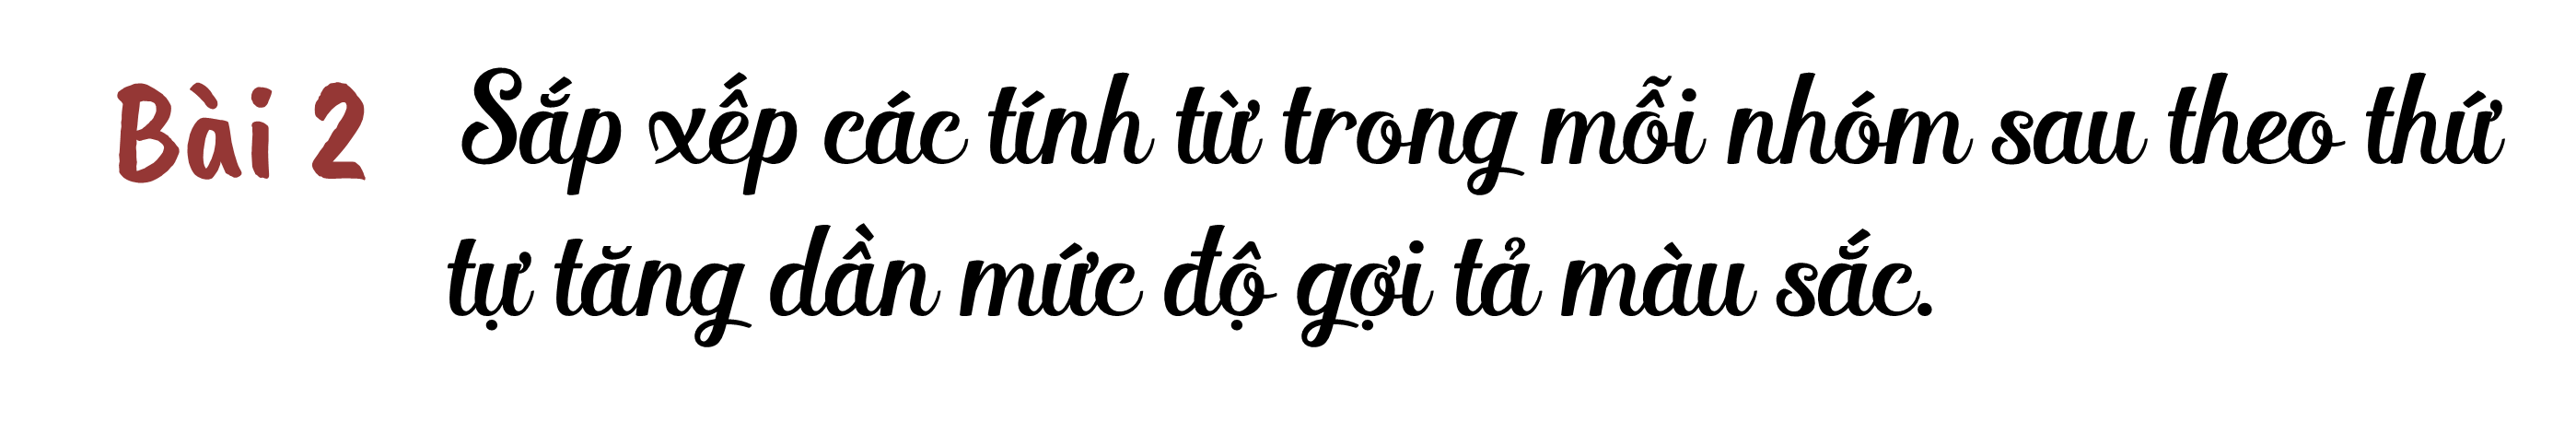 Bài 2 Sắp xếp các tính từ trong mỗi nhóm sau theo thứ
tự tăng dần mức độ gợi tả màu sắc.